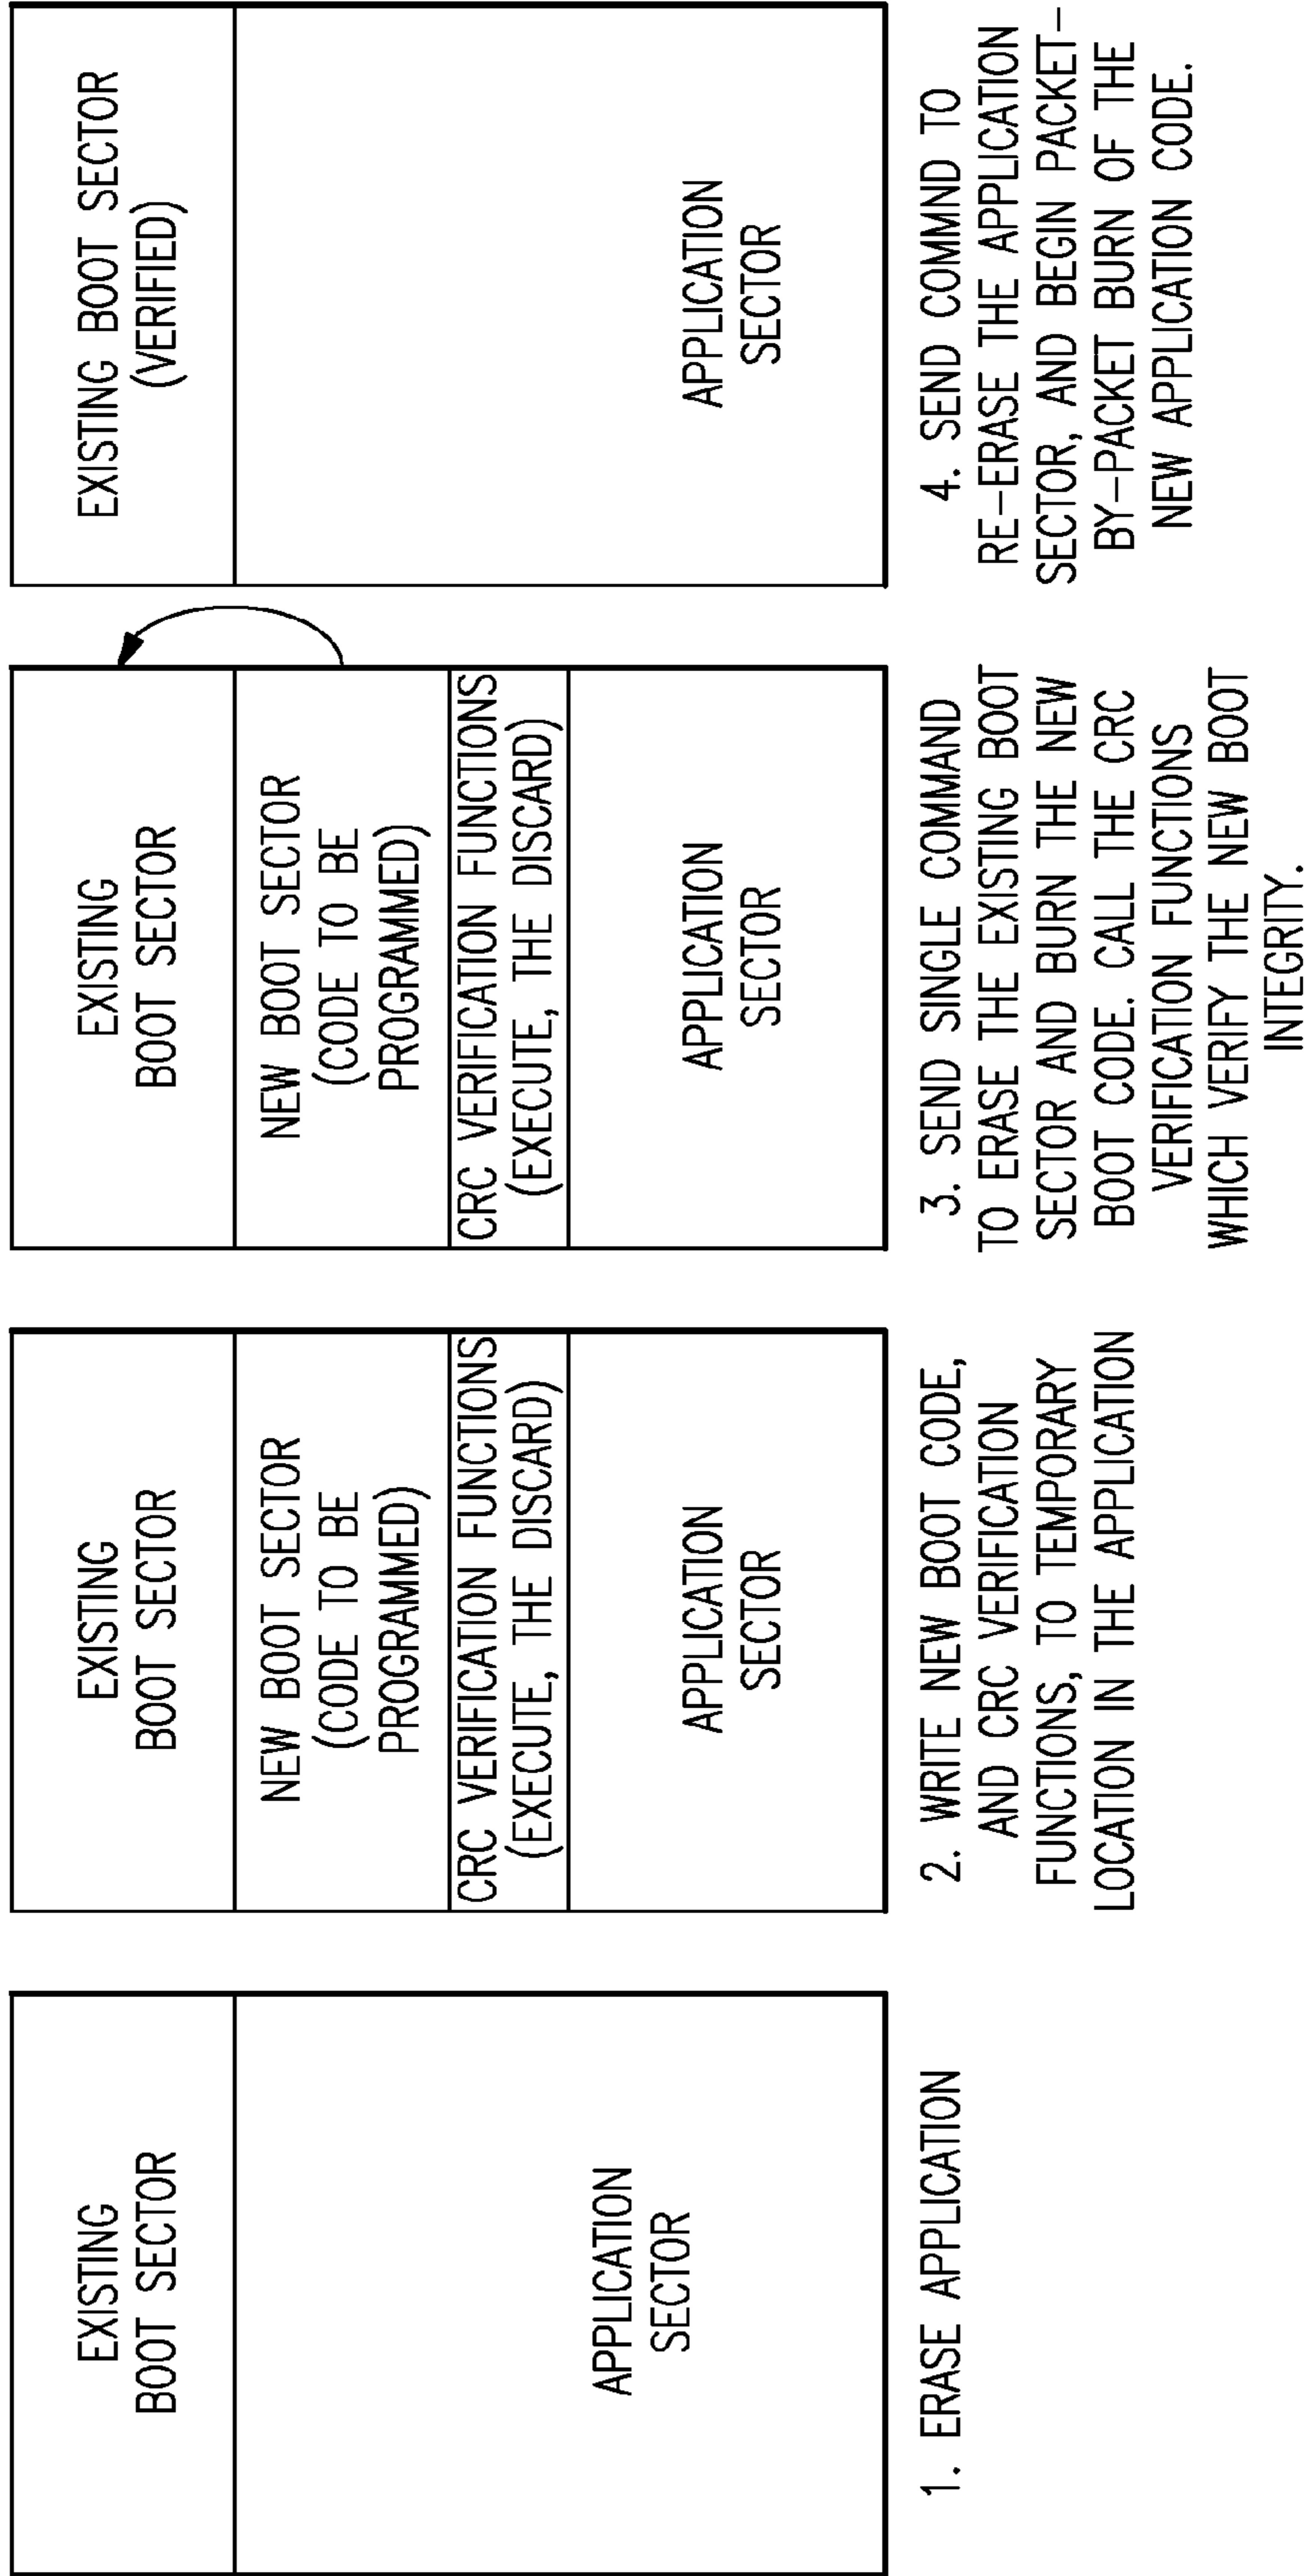 EXISTING
BOOT SECTOR
APPLICATION
SECTOR
1. ERASE APPLICATION
EXISTING
BOOT SECTOR
NEW BOOT SECTOR
(CODE TO BE
PROGRAMMED)
CRC VERIFICATION FUNCTIONS
(EXECUTE, THE DISCARD)
APPLICATION
SECTOR
2. WRITE NEW BOOT CODE,
AND CRC VERIFICATION
FUNCTIONS, TO TEMPORARY
LOCATION IN THE APPLICATION
EXISTING
BOOT SECTOR
NEW BOOT SECTOR
(CODE TO BE
PROGRAMMED)
CRC VERIFICATION FUNCTIONS
(EXECUTE, THE DISCARD)
APPLICATION
SECTOR
3. SEND SINGLE COMMAND
TO ERASE THE EXISTING BOOT
SECTOR AND BURN THE NEW
BOOT CODE. CALL THE CRC
VERIFICATION FUNCTIONS
WHICH VERIFY THE NEW BOOT
INTEGRITY.
EXISTING BOOT SECTOR
(VERIFIED)
APPLICATION
SECTOR
4. SEND COMMND TO
RE-ERASE THE APPLICATION
SECTOR, AND BEGIN PACKET-
BY-PACKET BURN OF THE
NEW APPLICATION CODE.